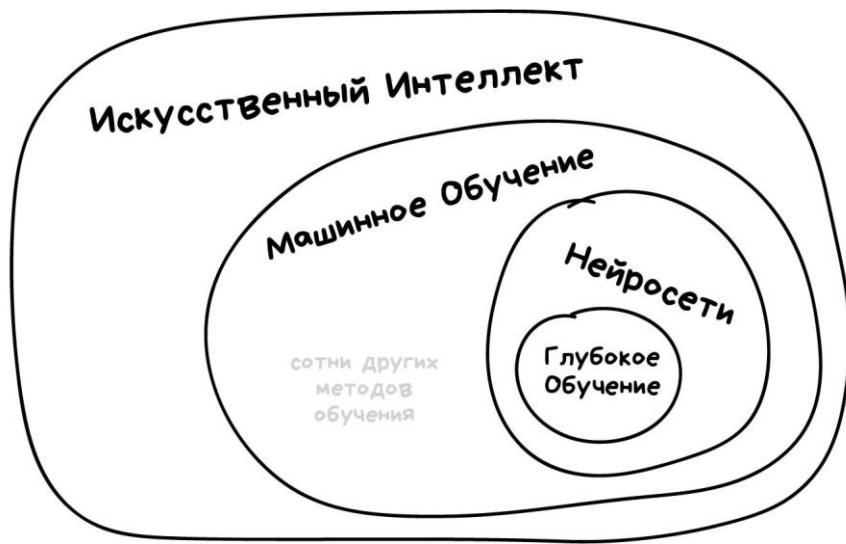 Искусственный Интеллект
Машинное Обучение
Нейросети
Глубокое
Обучение
сотни других
методов
обучения